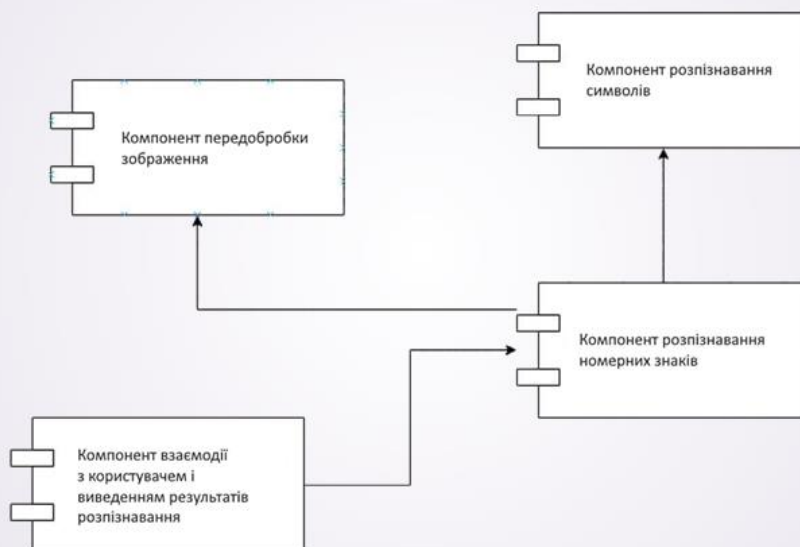 Компонент розпізнавання
символів
Компонент передобробки
зображення
Компонент розпізнавання
номерних знаків
Компонент взаємодії
з користувачем і
виведенням результатів
розпізнавання